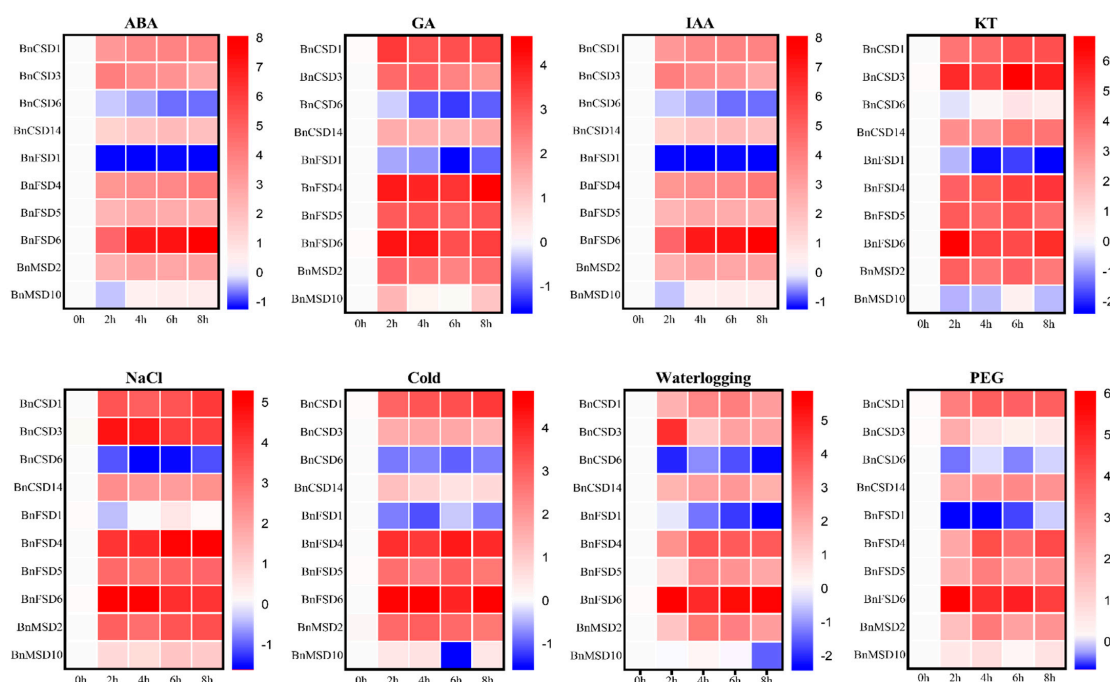 ABA
BnCSD1
BnCSD3
BnCSD6
BnCSD14
BnFSD1
BnFSD4
BnFSD5
BnFSD6
BnMSD2
BnMSD10
0h 2h 4h 6h 8h
8
7
6
5
4
3
2
1
0
-1
GA
BnCSD1
BnCSD3
BnCSD6
BnCSD14
BnFSD1
BnFSD4
BnFSD5
BnFSD6
BnMSD2
BnMSD10
0h 2h 4h 6h 8h
4
3
2
1
0
-1
IAA
BnCSD1
BnCSD3
BnCSD6
BnCSD14
BnFSD1
BnFSD4
BnFSD5
BnFSD6
BnMSD2
BnMSD10
0h 2h 4h 6h 8h
8
7
6
5
4
3
2
1
0
-1
KT
BnCSD1
BnCSD3
BnCSD6
BnCSD14
BnFSD1
BnFSD4
BnFSD5
BnFSD6
BnMSD2
BnMSD10
0h 2h 4h 6h 8h
6
5
4
3
2
1
0
-1
-2
NaCl
BnCSD1
BnCSD3
BnCSD6
BnCSD14
BnFSD1
BnFSD4
BnFSD5
BnFSD6
BnMSD2
BnMSD10
0h 2h 4h 6h 8h
5
4
3
2
1
0
-1
Cold
BnCSD1
BnCSD3
BnCSD6
BnCSD14
BnFSD1
BnFSD4
BnFSD5
BnFSD6
BnMSD2
BnMSD10
0h 2h 4h 6h 8h
4
3
2
1
0
-1
Waterlogging
BnCSD1
BnCSD3
BnCSD6
BnCSD14
BnFSD1
BnFSD4
BnFSD5
BnFSD6
BnMSD2
BnMSD10
0h 2h 4h 6h 8h
5
4
3
2
1
0
-1
-2
PEG
BnCSD1
BnCSD3
BnCSD6
BnCSD14
BnFSD1
BnFSD4
BnFSD5
BnFSD6
BnMSD2
BnMSD10
0h 2h 4h 6h 8h
6
5
4
3
2
1
0